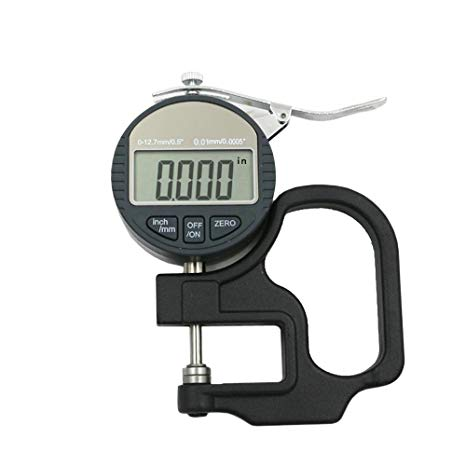 0-12.7mm/0.5" 0.01mm/0.0005"
0.000 in
inch
/mm
OFF
/ON
ZERO